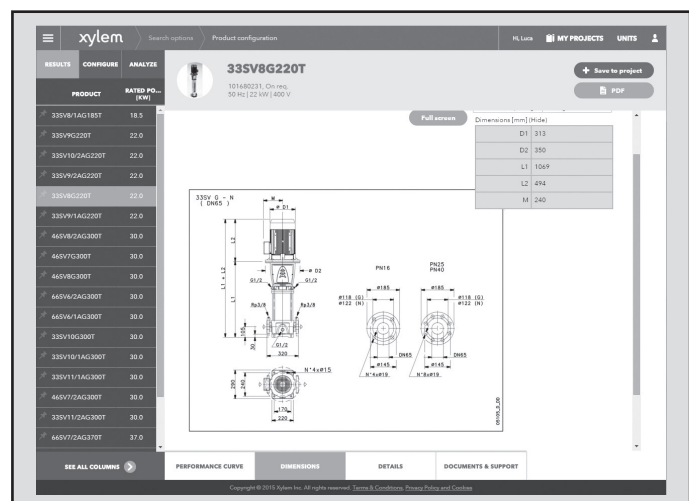 xylem
Search options
Product configuration
Hi, Luca
MY PROJECTS
UNITS
RESULTS
CONFIGURE
ANALYZE
33SV8G220T
101680231, On req.
50 Hz | 22 kW | 400 V
+ Save to project
PDF
PRODUCT
RATED PO... [KW]
33SV8/1AG185T 18.5
33SV9G220T 22.0
33SV10/2AG220T 22.0
33SV9/2AG220T 22.0
33SV8G220T 22.0
33SV9/1AG220T 22.0
46SV8/2AG300T 30.0
46SV7G300T 30.0
46SV8G300T 30.0
66SV6/2AG300T 30.0
66SV6/1AG300T 30.0
33SV10G300T 30.0
33SV10/1AG300T 30.0
33SV11/1AG300T 30.0
46SV7/2AG300T 30.0
33SV11/2AG300T 30.0
66SV7/2AG370T 37.0
SEE ALL COLUMNS
Full screen
Dimensions [mm] (Hide)
D1 313
D2 350
L1 1069
L2 494
M 240
33SV G - N
( DN65 )
M
ø D1
L2
L1 + L2
L1
ø D2
G1/2
G1/2
Rp3/8
Rp3/8
105
30
G1/2
320
N°4xø15
290
240
170
220
PN16
ø185
ø118 (G)
ø122 (N)
DN65
ø145
N°4xø19
PN25
PN40
ø185
ø118 (G)
ø122 (N)
DN65
ø145
N°8xø19
05105_D_DD
PERFORMANCE CURVE
DIMENSIONS
DETAILS
DOCUMENTS & SUPPORT
Copyright © 2015 Xylem Inc. All rights reserved. Terms & Conditions, Privacy Policy and Cookies